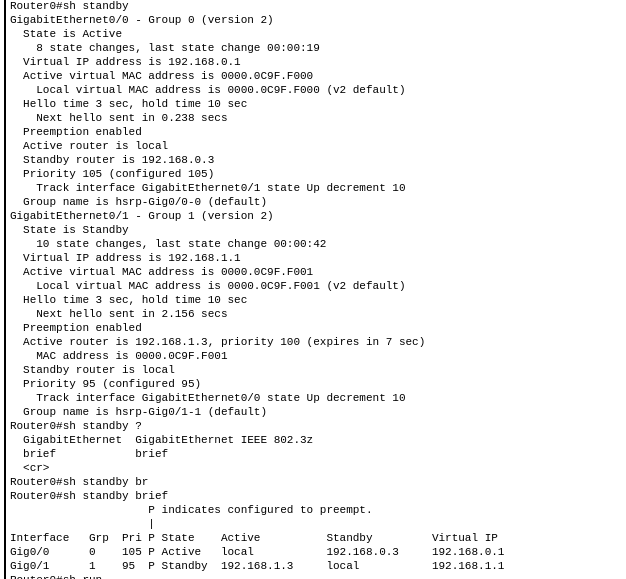 Router0#sh standby
GigabitEthernet0/0 - Group 0 (version 2)
  State is Active
    8 state changes, last state change 00:00:19
  Virtual IP address is 192.168.0.1
  Active virtual MAC address is 0000.0C9F.F000
    Local virtual MAC address is 0000.0C9F.F000 (v2 default)
  Hello time 3 sec, hold time 10 sec
    Next hello sent in 0.238 secs
  Preemption enabled
  Active router is local
  Standby router is 192.168.0.3
  Priority 105 (configured 105)
    Track interface GigabitEthernet0/1 state Up decrement 10
  Group name is hsrp-Gig0/0-0 (default)
GigabitEthernet0/1 - Group 1 (version 2)
  State is Standby
    10 state changes, last state change 00:00:42
  Virtual IP address is 192.168.1.1
  Active virtual MAC address is 0000.0C9F.F001
    Local virtual MAC address is 0000.0C9F.F001 (v2 default)
  Hello time 3 sec, hold time 10 sec
    Next hello sent in 2.156 secs
  Preemption enabled
  Active router is 192.168.1.3, priority 100 (expires in 7 sec)
    MAC address is 0000.0C9F.F001
  Standby router is local
  Priority 95 (configured 95)
    Track interface GigabitEthernet0/0 state Up decrement 10
  Group name is hsrp-Gig0/1-1 (default)
Router0#sh standby ?
  GigabitEthernet  GigabitEthernet IEEE 802.3z
  brief            brief
  <cr>
Router0#sh standby br
Router0#sh standby brief
                     P indicates configured to preempt.
                     |
Interface   Grp  Pri P State    Active          Standby         Virtual IP
Gig0/0      0    105 P Active   local           192.168.0.3     192.168.0.1
Gig0/1      1    95  P Standby  192.168.1.3     local           192.168.1.1
Router0#sh run